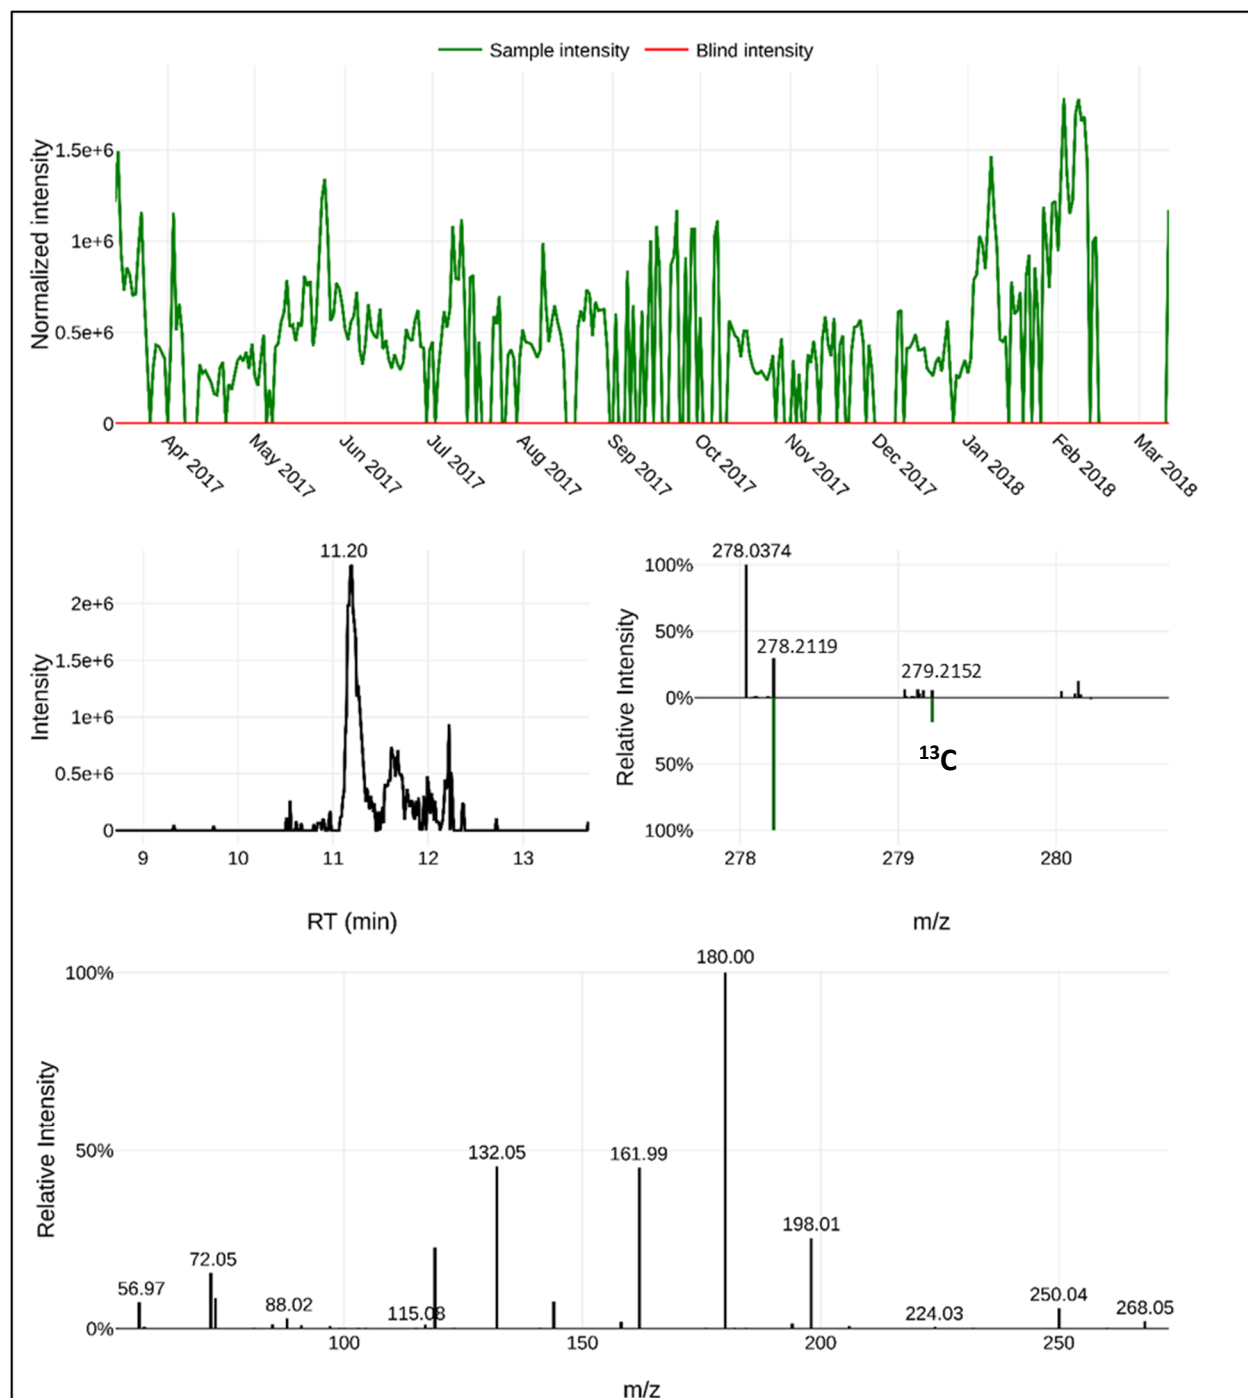 Sample intensity Blind intensity
Normalized intensity
1.5e+6
1e+6
0.5e+6
0
Apr 2017 May 2017 Jun 2017 Jul 2017 Aug 2017 Sep 2017 Oct 2017 Nov 2017 Dec 2017 Jan 2018 Feb 2018 Mar 2018
Intensity
11.20
2e+6
1.5e+6
1e+6
0.5e+6
0
9 10 11 12 13
RT (min)
Relative Intensity
278.0374
100%
278.2119
50%
279.2152
0%
¹³C
50%
100%
278 279 280
m/z
Relative Intensity
180.00
100%
50%
132.05 161.99
198.01
72.05
56.97
88.02 115.08 224.03 250.04 268.05
0%
100 150 200 250
m/z